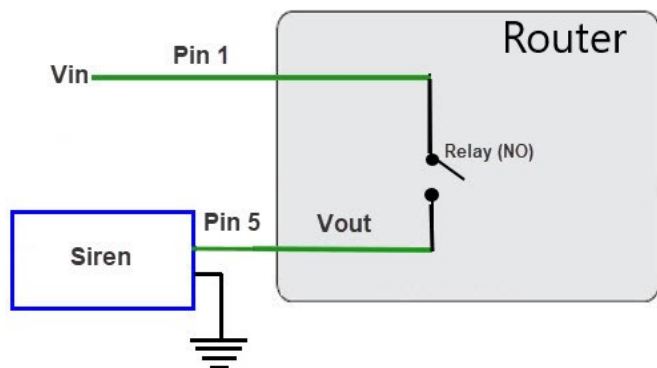 Router
Pin 1
Vin
Relay (NO)
Pin 5
Vout
Siren